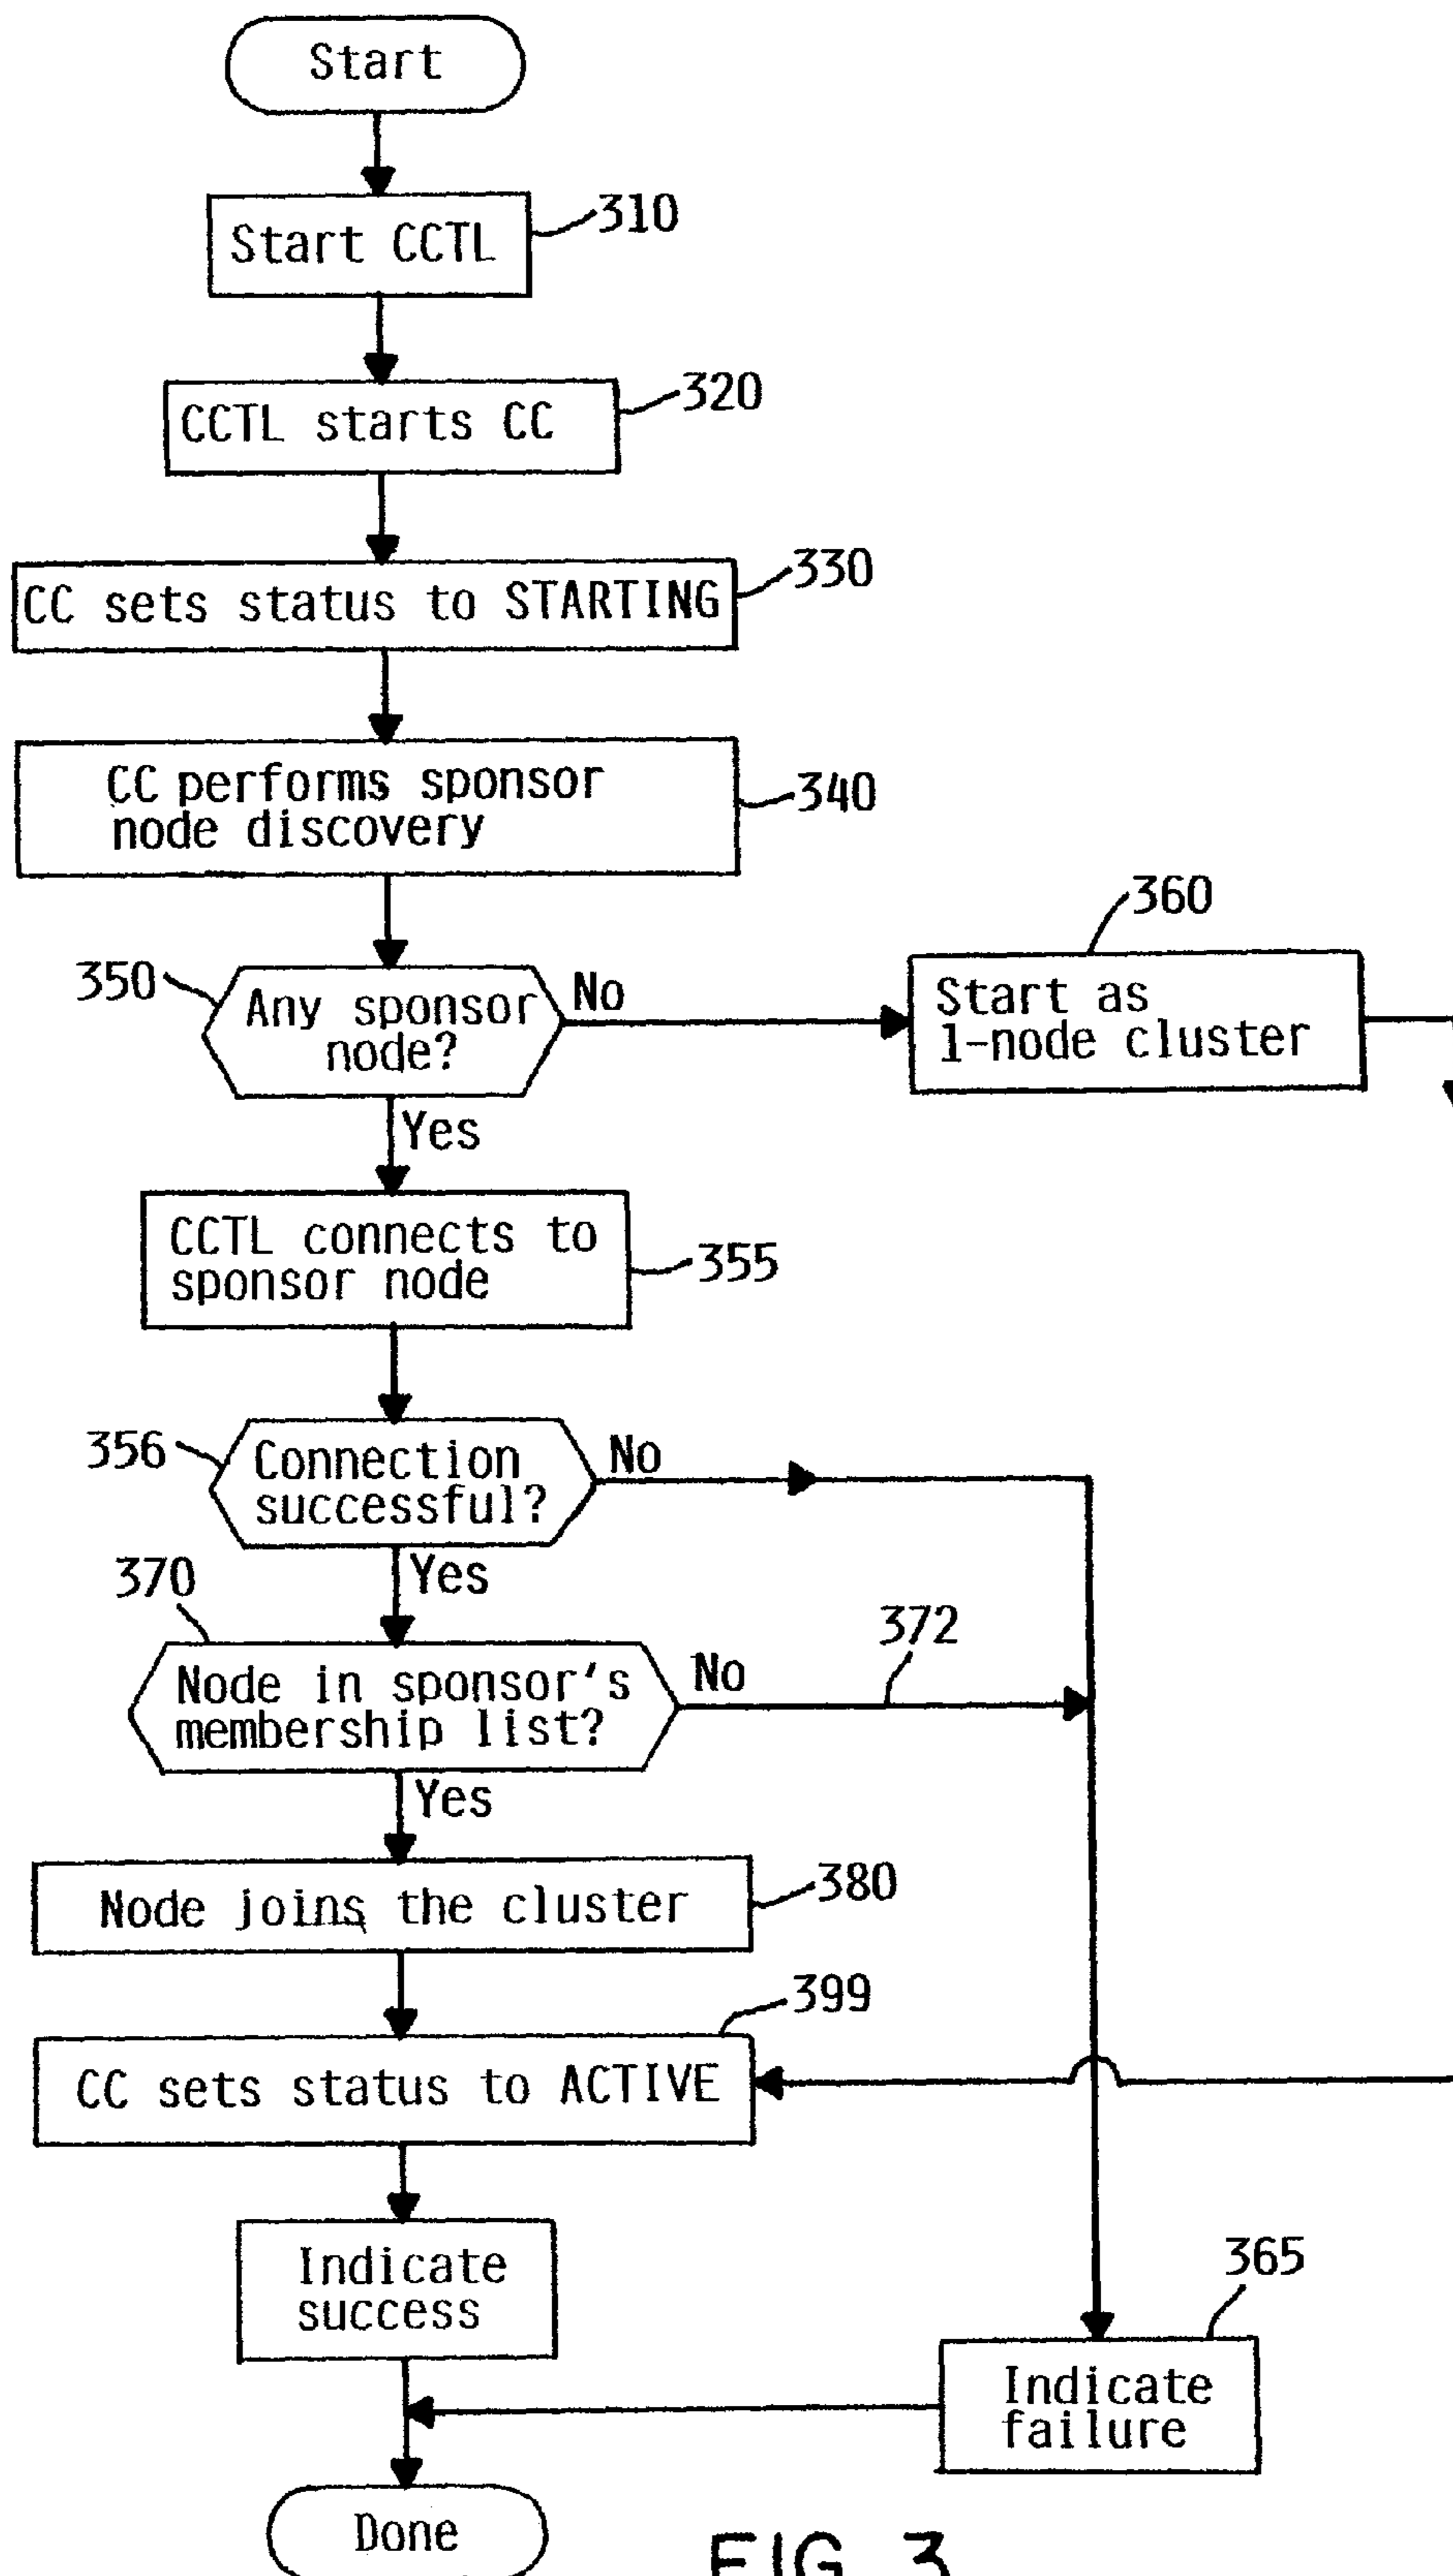 Start
310
Start CCTL
320
CCTL starts CC
330
CC sets status to STARTING
340
CC performs sponsor
node discovery
360
350
Any sponsor
node?
No
Start as
1-node cluster
Yes
CCTL connects to
sponsor node
355
356
Connection
successful?
No
Yes
370
372
Node in sponsor's
membership list?
No
Yes
380
Node joins the cluster
399
CC sets status to ACTIVE
Indicate
success
365
Indicate
failure
Done
FIG. 3